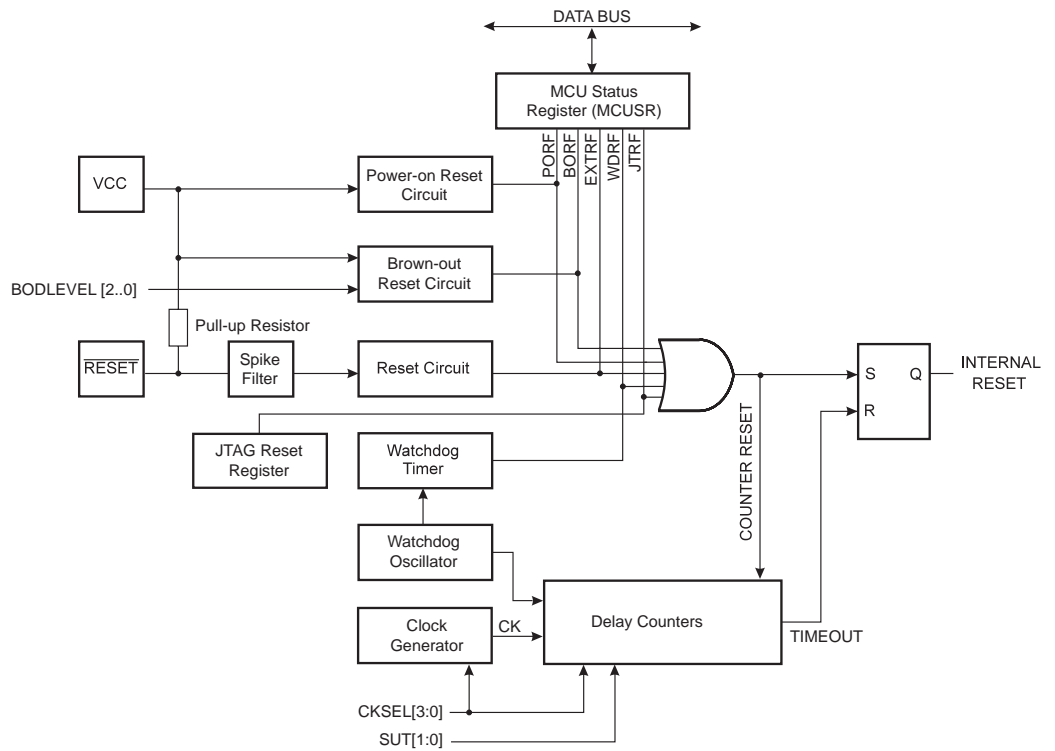 DATA BUS
MCU Status
Register (MCUSR)
PORF
BORF
EXTRF
WDRF
JTRF
VCC
Power-on Reset
Circuit
Brown-out
Reset Circuit
BODLEVEL [2..0]
Pull-up Resistor
RESET
Spike
Filter
Reset Circuit
S
Q
INTERNAL
RESET
R
JTAG Reset
Register
Watchdog
Timer
COUNTER RESET
Watchdog
Oscillator
Clock
Generator
CK
Delay Counters
TIMEOUT
CKSEL[3:0]
SUT[1:0]